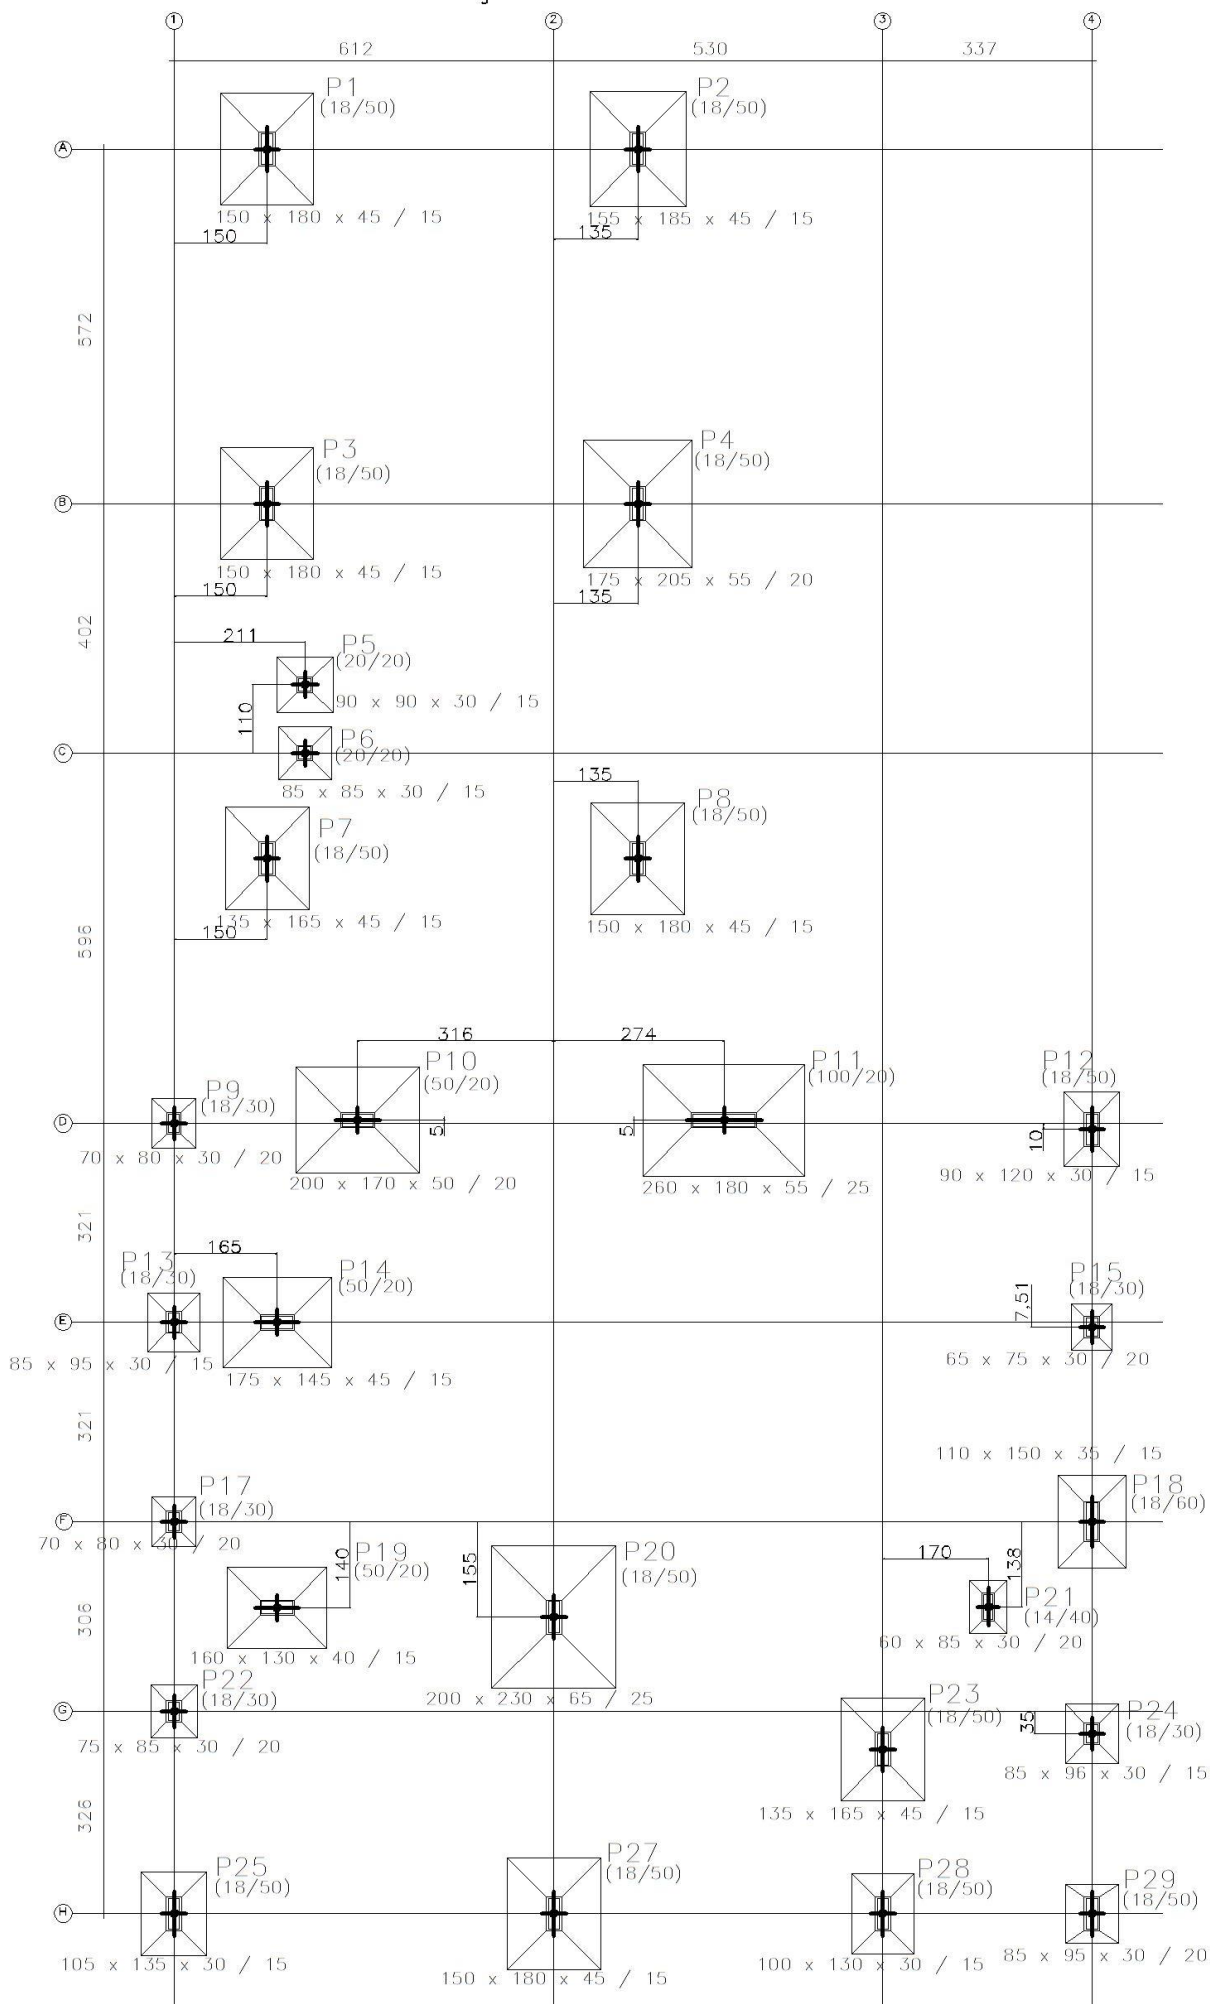 1
2
3
4
612
530
337
P1
(18/50)
P2
(18/50)
A
150 x 180 x 45 / 15
155 x 185 x 45 / 15
150
135
572
P3
(18/50)
P4
(18/50)
B
150 x 180 x 45 / 15
175 x 205 x 55 / 20
150
135
402
211
P5
(20/20)
90 x 90 x 30 / 15
110
P6
(20/20)
C
85 x 85 x 30 / 15
135
P7
(18/50)
P8
(18/50)
135 x 165 x 45 / 15
150 x 180 x 45 / 15
150
596
316
274
P9
(18/30)
P10
(50/20)
P11
(100/20)
P12
(18/50)
D
5
5
10
70 x 80 x 30 / 20
200 x 170 x 50 / 20
260 x 180 x 55 / 25
90 x 120 x 30 / 15
321
165
P13
(18/30)
P14
(50/20)
P15
(18/30)
7,51
E
85 x 95 x 30 / 15
175 x 145 x 45 / 15
65 x 75 x 30 / 20
321
110 x 150 x 35 / 15
P17
(18/30)
P18
(18/60)
F
70 x 80 x 30 / 20
P19
(50/20)
140
155
P20
(18/50)
170
138
P21
(14/40)
306
160 x 130 x 40 / 15
60 x 85 x 30 / 20
P22
(18/30)
200 x 230 x 65 / 25
P23
(18/50)
35
P24
(18/30)
G
75 x 85 x 30 / 20
85 x 96 x 30 / 15
135 x 165 x 45 / 15
326
P25
(18/50)
P27
(18/50)
P28
(18/50)
P29
(18/50)
H
105 x 135 x 30 / 15
150 x 180 x 45 / 15
100 x 130 x 30 / 15
85 x 95 x 30 / 20